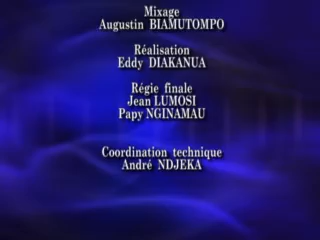 Mixage
Augustin BIAMUTOMPO
Réalisation
Eddy DIAKANUA
Régie finale
Jean LUMOSI
Papy NGINAMAU
Coordination technique
André NDJEKA